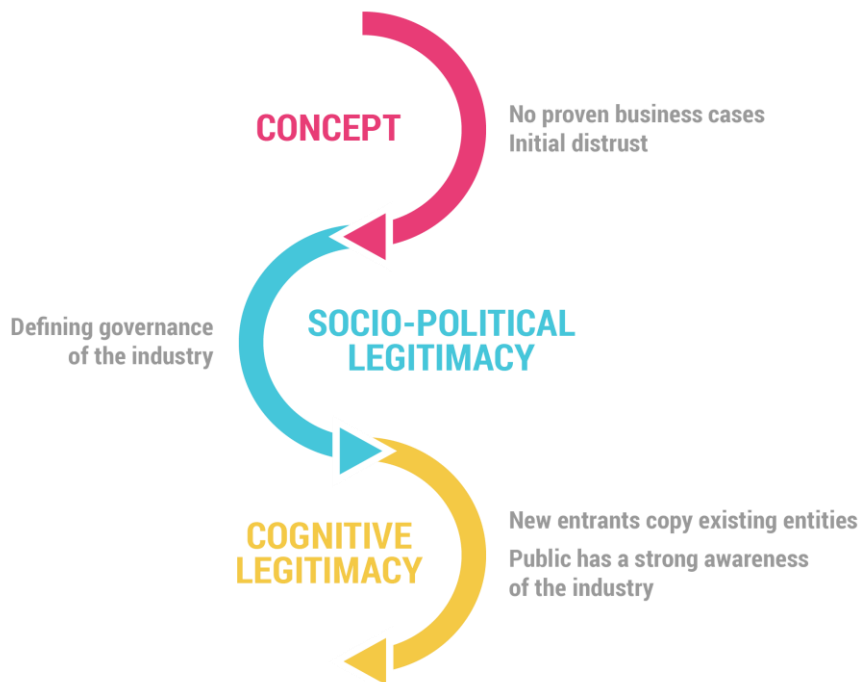 CONCEPT
No proven business cases
Initial distrust
Defining governance
of the industry
SOCIO-POLITICAL
LEGITIMACY
COGNITIVE
LEGITIMACY
New entrants copy existing entities
Public has a strong awareness
of the industry